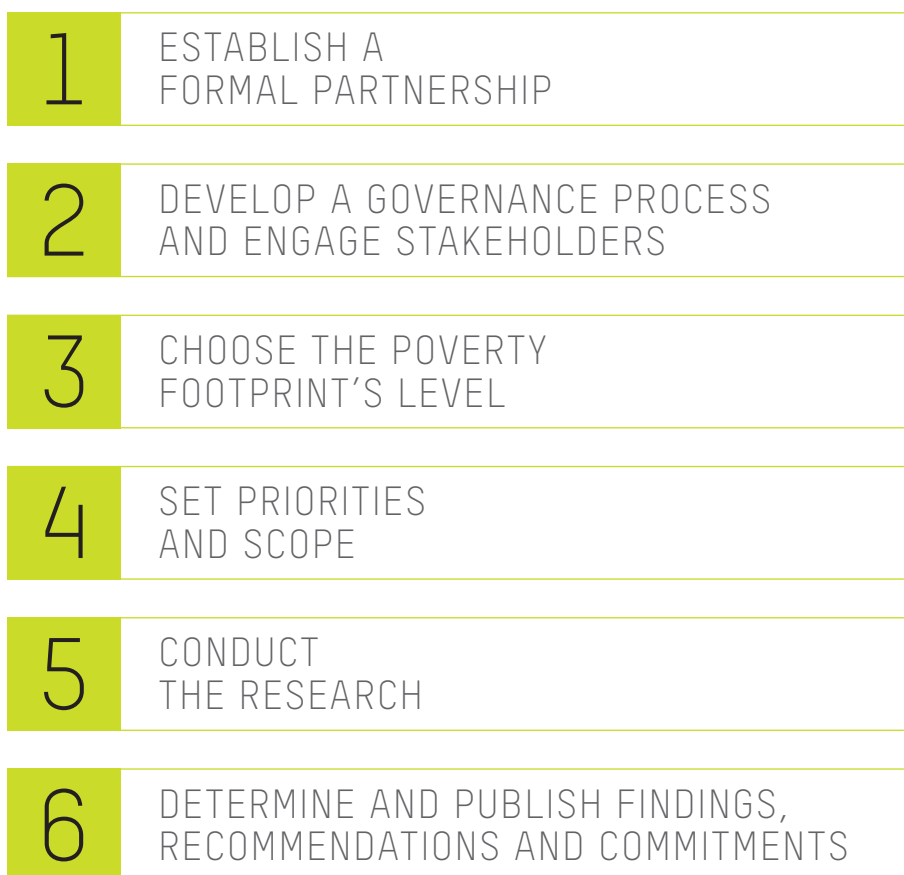 1
ESTABLISH A
FORMAL PARTNERSHIP
2
DEVELOP A GOVERNANCE PROCESS
AND ENGAGE STAKEHOLDERS
3
CHOOSE THE POVERTY
FOOTPRINT’S LEVEL
4
SET PRIORITIES
AND SCOPE
5
CONDUCT
THE RESEARCH
6
DETERMINE AND PUBLISH FINDINGS,
RECOMMENDATIONS AND COMMITMENTS